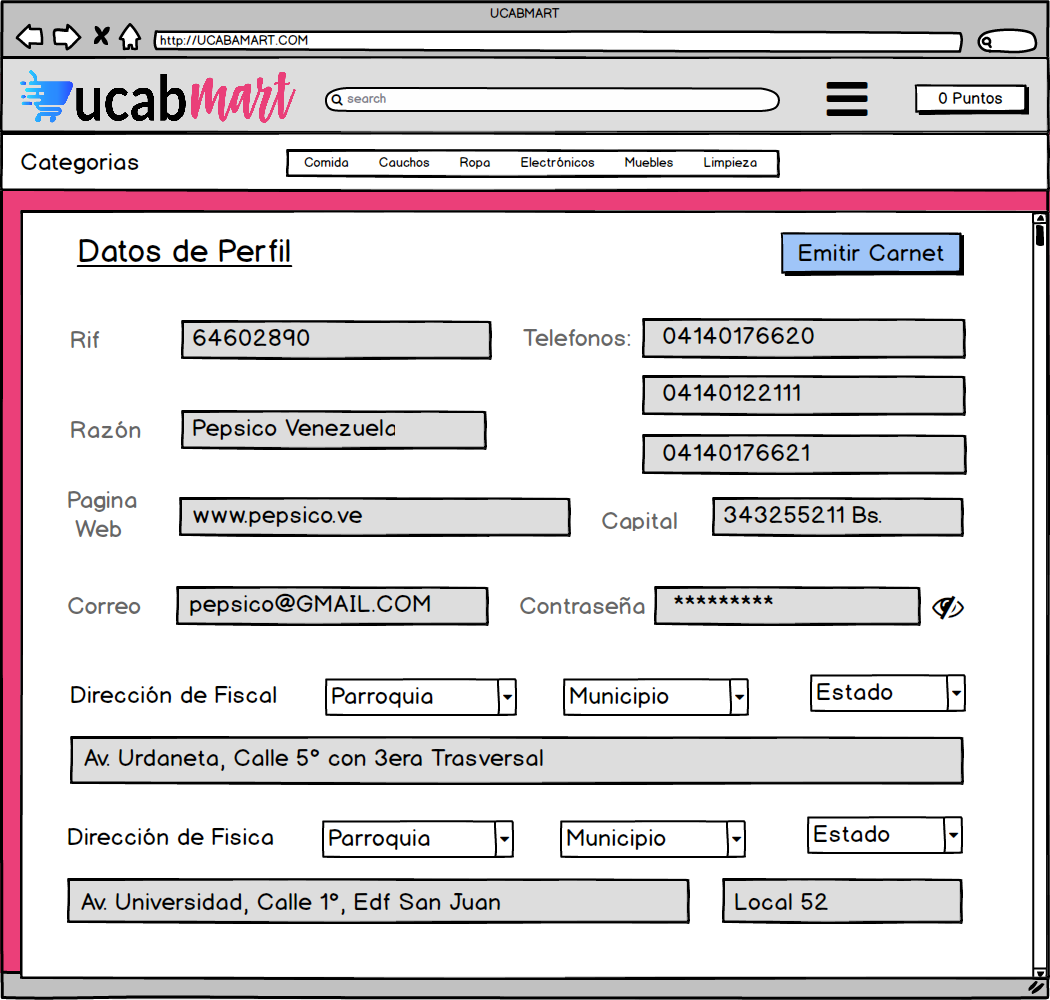 UCABMART
http://UCABAMART.COM
ucabmart
search
0 Puntos
Categorias
Comida Cauchos Ropa Electrónicos Muebles Limpieza
Datos de Perfil
Emitir Carnet
Rif
64602890
Telefonos:
04140176620
04140122111
Razón
Pepsico Venezuela
04140176621
Pagina
Web
www.pepsico.ve
Capital
343255211 Bs.
Correo
pepsico@GMAIL.COM
Contraseña
*********
Dirección de Fiscal
Parroquia
Municipio
Estado
Av. Urdaneta, Calle 5° con 3era Trasversal
Dirección de Fisica
Parroquia
Municipio
Estado
Av. Universidad, Calle 1°, Edf San Juan
Local 52